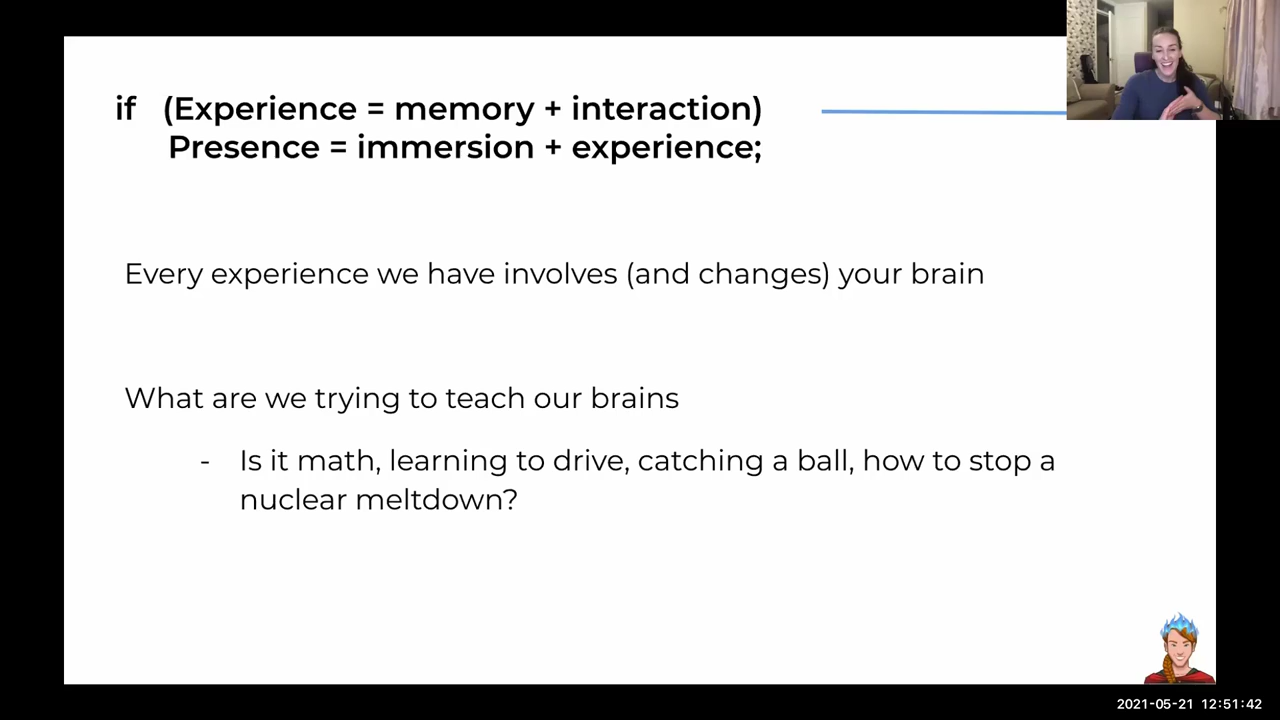 if (Experience = memory + interaction)
Presence = immersion + experience;
Every experience we have involves (and changes) your brain
What are we trying to teach our brains
- Is it math, learning to drive, catching a ball, how to stop a
nuclear meltdown?
2021-05-21 12:51:42